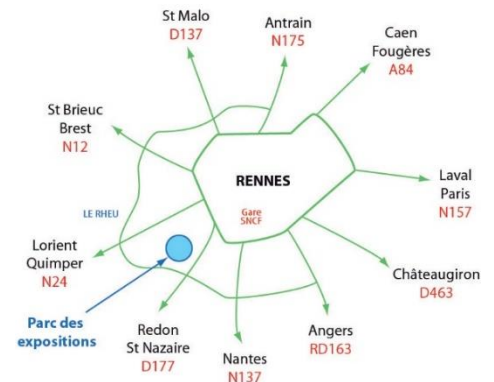 St Malo
D137
Antrain
N175
Caen
Fougères
A84
St Brieuc
Brest
N12
RENNES
Laval
Paris
N157
LE RHEU
Gare
SNCF
Lorient
Quimper
N24
Châteaugiron
D463
Parc des
expositions
Redon
St Nazaire
D177
Nantes
N137
Angers
RD163